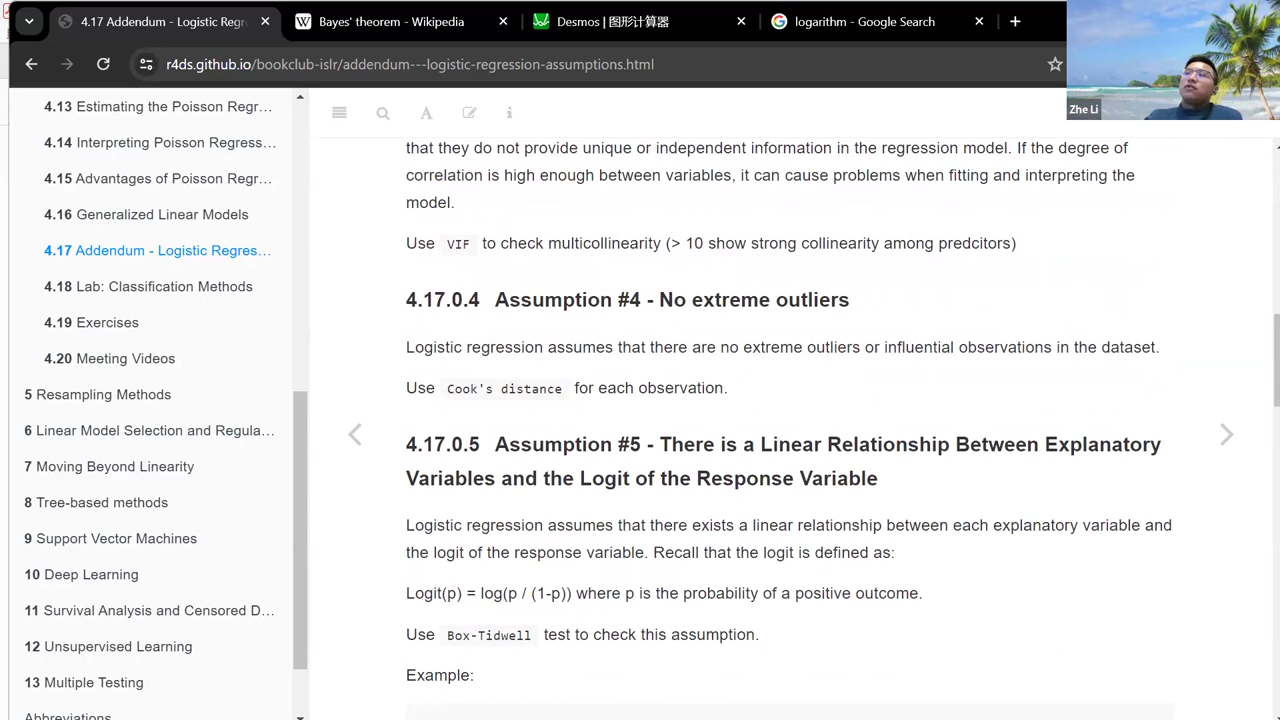 4.17 Addendum - Logistic Regr
Bayes' theorem - Wikipedia
Desmos | 图形计算器
logarithm - Google Search
r4ds.github.io/bookclub-islr/addendum---logistic-regression-assumptions.html
Zhe Li
4.13 Estimating the Poisson Regr…
4.14 Interpreting Poisson Regress…
4.15 Advantages of Poisson Regr…
4.16 Generalized Linear Models
4.17 Addendum - Logistic Regres…
4.18 Lab: Classification Methods
4.19 Exercises
4.20 Meeting Videos
5 Resampling Methods
6 Linear Model Selection and Regula…
7 Moving Beyond Linearity
8 Tree-based methods
9 Support Vector Machines
10 Deep Learning
11 Survival Analysis and Censored D…
12 Unsupervised Learning
13 Multiple Testing
Abbreviations
that they do not provide unique or independent information in the regression model. If the degree of
correlation is high enough between variables, it can cause problems when fitting and interpreting the
model.
Use VIF to check multicollinearity (> 10 show strong collinearity among predcitors)
4.17.0.4 Assumption #4 - No extreme outliers
Logistic regression assumes that there are no extreme outliers or influential observations in the dataset.
Use Cook's distance for each observation.
4.17.0.5 Assumption #5 - There is a Linear Relationship Between Explanatory
Variables and the Logit of the Response Variable
Logistic regression assumes that there exists a linear relationship between each explanatory variable and
the logit of the response variable. Recall that the logit is defined as:
Logit(p) = log(p / (1-p)) where p is the probability of a positive outcome.
Use Box-Tidwell test to check this assumption.
Example: